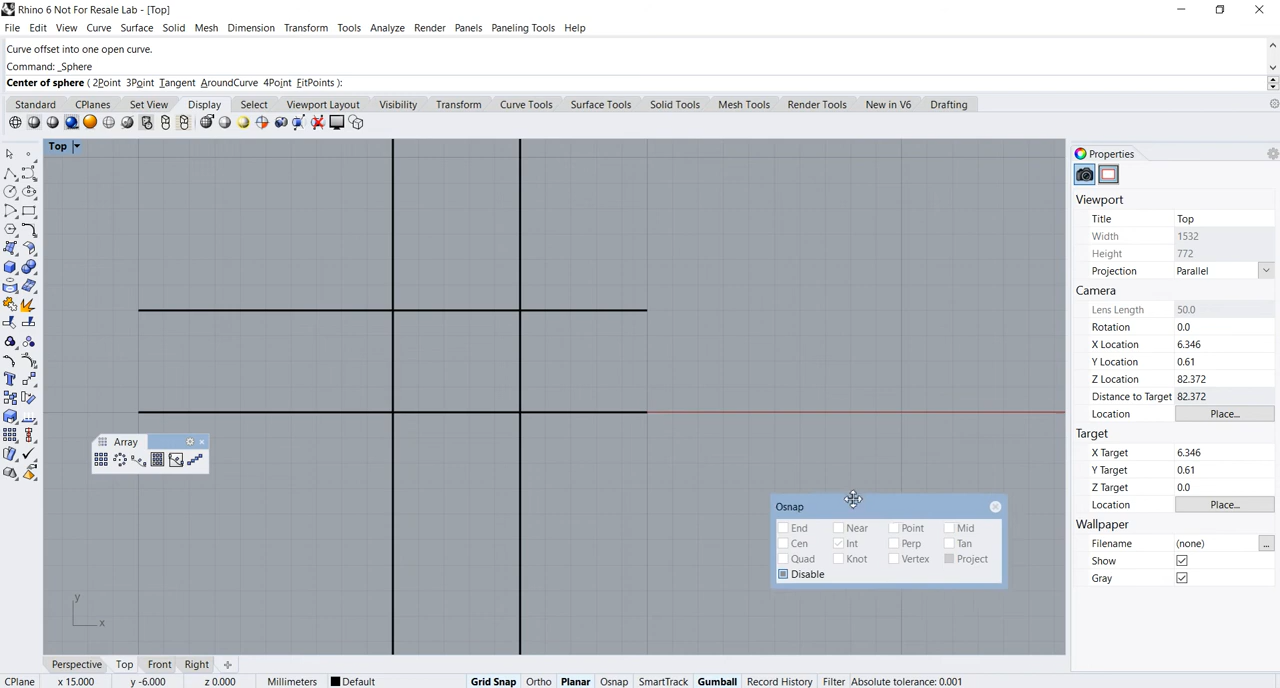 Rhino 6 Not For Resale Lab - [Top]
File Edit View Curve Surface Solid Mesh Dimension Transform Tools Analyze Render Panels Paneling Tools Help
Curve offset into one open curve.
Command: _Sphere
Center of sphere ( 2Point 3Point Tangent AroundCurve 4Point FitPoints ):
Standard CPlanes Set View Display Select Viewport Layout Visibility Transform Curve Tools Surface Tools Solid Tools Mesh Tools Render Tools New in V6 Drafting
Top
Properties
Viewport
Title Top
Width 1532
Height 772
Projection Parallel
Camera
Lens Length 50.0
Rotation 0.0
X Location 6.346
Y Location 0.61
Z Location 82.372
Distance to Target 82.372
Location Place...
Target
X Target 6.346
Y Target 0.61
Z Target 0.0
Location Place...
Wallpaper
Filename (none) ...
Show
Gray
Array
Osnap
End Near Point Mid
Cen Int Perp Tan
Quad Knot Vertex Project
Disable
y
x
Perspective Top Front Right
CPlane x 15.000 y -6.000 z 0.000 Millimeters Default Grid Snap Ortho Planar Osnap SmartTrack Gumball Record History Filter Absolute tolerance: 0.001